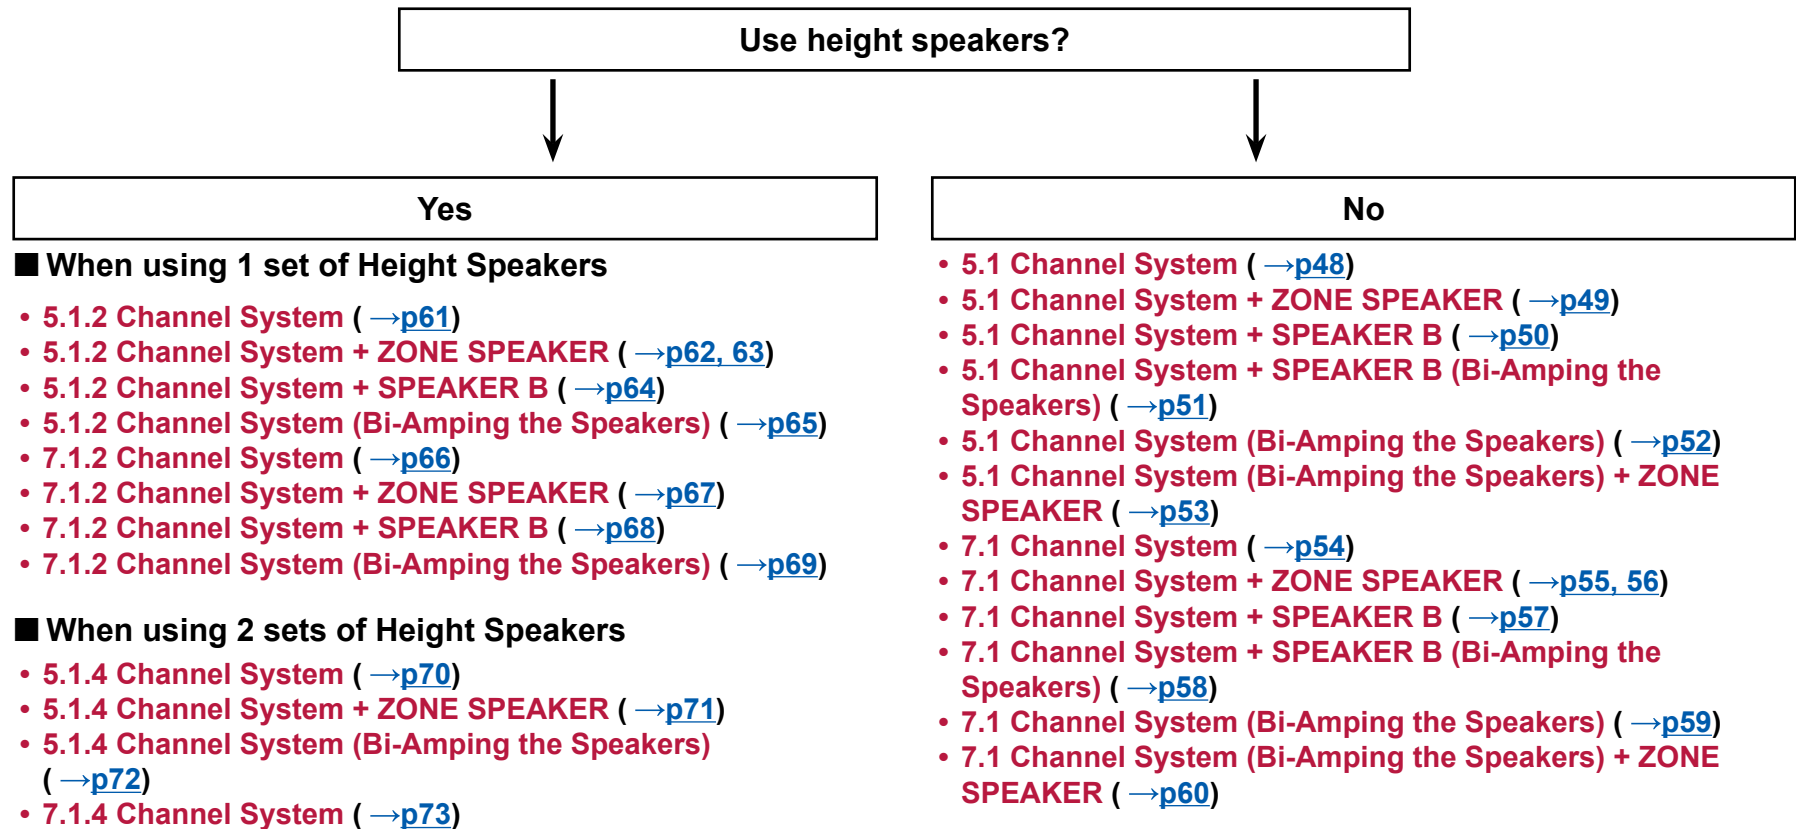 Use height speakers?
Yes
■ When using 1 set of Height Speakers
• 5.1.2 Channel System ( →p61)
• 5.1.2 Channel System + ZONE SPEAKER ( →p62, 63)
• 5.1.2 Channel System + SPEAKER B ( →p64)
• 5.1.2 Channel System (Bi-Amping the Speakers) ( →p65)
• 7.1.2 Channel System ( →p66)
• 7.1.2 Channel System + ZONE SPEAKER ( →p67)
• 7.1.2 Channel System + SPEAKER B ( →p68)
• 7.1.2 Channel System (Bi-Amping the Speakers) ( →p69)
■ When using 2 sets of Height Speakers
• 5.1.4 Channel System ( →p70)
• 5.1.4 Channel System + ZONE SPEAKER ( →p71)
• 5.1.4 Channel System (Bi-Amping the Speakers)
( →p72)
• 7.1.4 Channel System ( →p73)
No
• 5.1 Channel System ( →p48)
• 5.1 Channel System + ZONE SPEAKER ( →p49)
• 5.1 Channel System + SPEAKER B ( →p50)
• 5.1 Channel System + SPEAKER B (Bi-Amping the
Speakers) ( →p51)
• 5.1 Channel System (Bi-Amping the Speakers) ( →p52)
• 5.1 Channel System (Bi-Amping the Speakers) + ZONE
SPEAKER ( →p53)
• 7.1 Channel System ( →p54)
• 7.1 Channel System + ZONE SPEAKER ( →p55, 56)
• 7.1 Channel System + SPEAKER B ( →p57)
• 7.1 Channel System + SPEAKER B (Bi-Amping the
Speakers) ( →p58)
• 7.1 Channel System (Bi-Amping the Speakers) ( →p59)
• 7.1 Channel System (Bi-Amping the Speakers) + ZONE
SPEAKER ( →p60)